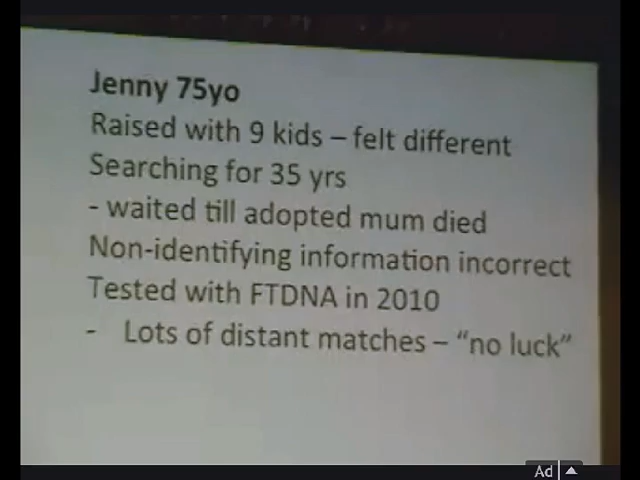 Jenny 75yo
Raised with 9 kids – felt different
Searching for 35 yrs
- waited till adopted mum died
Non-identifying information incorrect
Tested with FTDNA in 2010
- Lots of distant matches – “no luck”
Ad